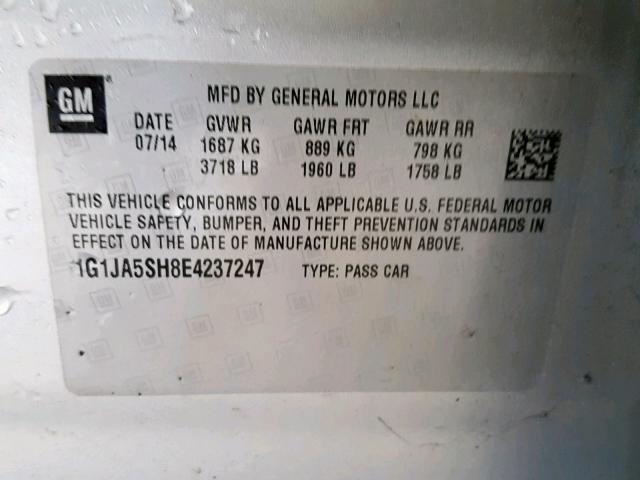 GM
MFD BY GENERAL MOTORS LLC
DATE GVWR GAWR FRT GAWR RR
07/14 1687 KG 889 KG 798 KG
3718 LB 1960 LB 1758 LB
THIS VEHICLE CONFORMS TO ALL APPLICABLE U.S. FEDERAL MOTOR
VEHICLE SAFETY, BUMPER, AND THEFT PREVENTION STANDARDS IN
EFFECT ON THE DATE OF MANUFACTURE SHOWN ABOVE.
1G1JA5SH8E4237247 TYPE: PASS CAR